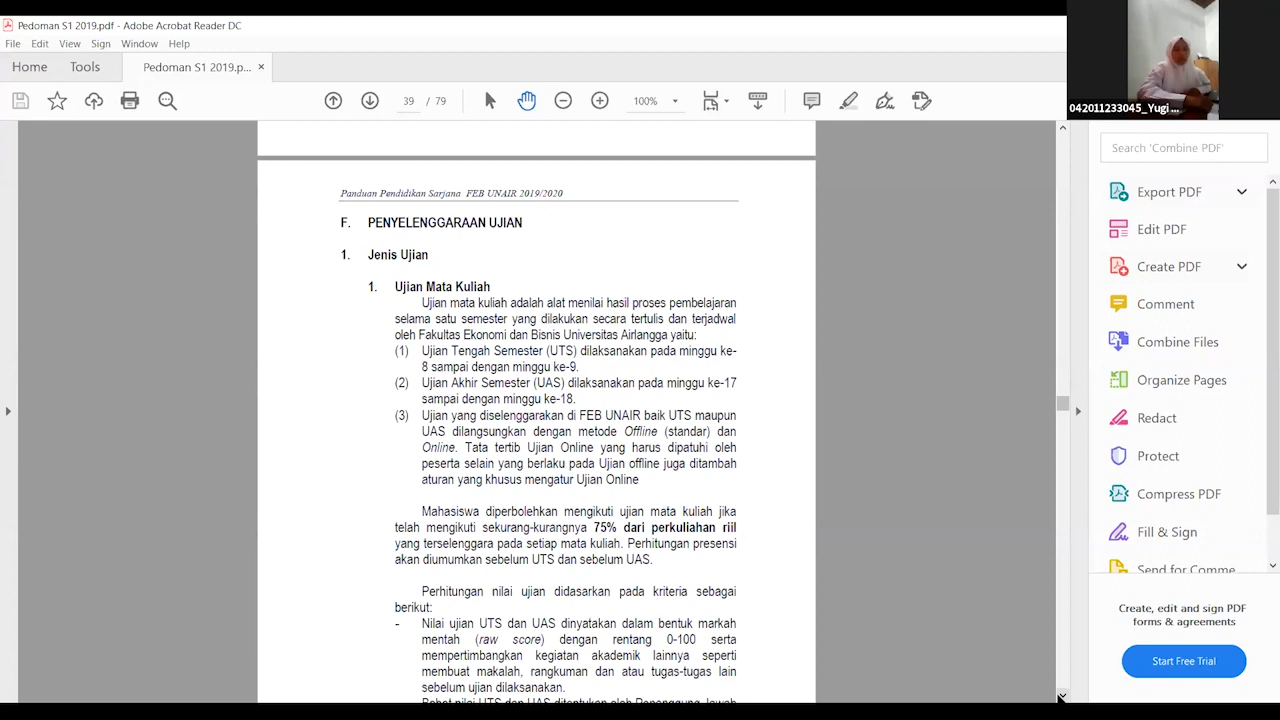 Pedoman S1 2019.pdf - Adobe Acrobat Reader DC
File Edit View Sign Window Help
Home Tools Pedoman S1 2019.p... ×
39 / 79 100%
042011233045_Yugi ...
Panduan Pendidikan Sarjana FEB UNAIR 2019/2020
F. PENYELENGGARAAN UJIAN
1. Jenis Ujian
1. Ujian Mata Kuliah
Ujian mata kuliah adalah alat menilai hasil proses pembelajaran
selama satu semester yang dilakukan secara tertulis dan terjadwal
oleh Fakultas Ekonomi dan Bisnis Universitas Airlangga yaitu:
(1) Ujian Tengah Semester (UTS) dilaksanakan pada minggu ke-
8 sampai dengan minggu ke-9.
(2) Ujian Akhir Semester (UAS) dilaksanakan pada minggu ke-17
sampai dengan minggu ke-18.
(3) Ujian yang diselenggarakan di FEB UNAIR baik UTS maupun
UAS dilangsungkan dengan metode Offline (standar) dan
Online. Tata tertib Ujian Online yang harus dipatuhi oleh
peserta selain yang berlaku pada Ujian offline juga ditambah
aturan yang khusus mengatur Ujian Online
Mahasiswa diperbolehkan mengikuti ujian mata kuliah jika
telah mengikuti sekurang-kurangnya 75% dari perkuliahan riil
yang terselenggara pada setiap mata kuliah. Perhitungan presensi
akan diumumkan sebelum UTS dan sebelum UAS.
Perhitungan nilai ujian didasarkan pada kriteria sebagai
berikut:
- Nilai ujian UTS dan UAS dinyatakan dalam bentuk markah
mentah (raw score) dengan rentang 0-100 serta
mempertimbangkan kegiatan akademik lainnya seperti
membuat makalah, rangkuman dan atau tugas-tugas lain
sebelum ujian dilaksanakan.
Bobot nilai UTS dan UAS ditentukan oleh Penanggung Jawab
Search 'Combine PDF'
Export PDF
Edit PDF
Create PDF
Comment
Combine Files
Organize Pages
Redact
Protect
Compress PDF
Fill & Sign
Send for Comme
Create, edit and sign PDF
forms & agreements
Start Free Trial